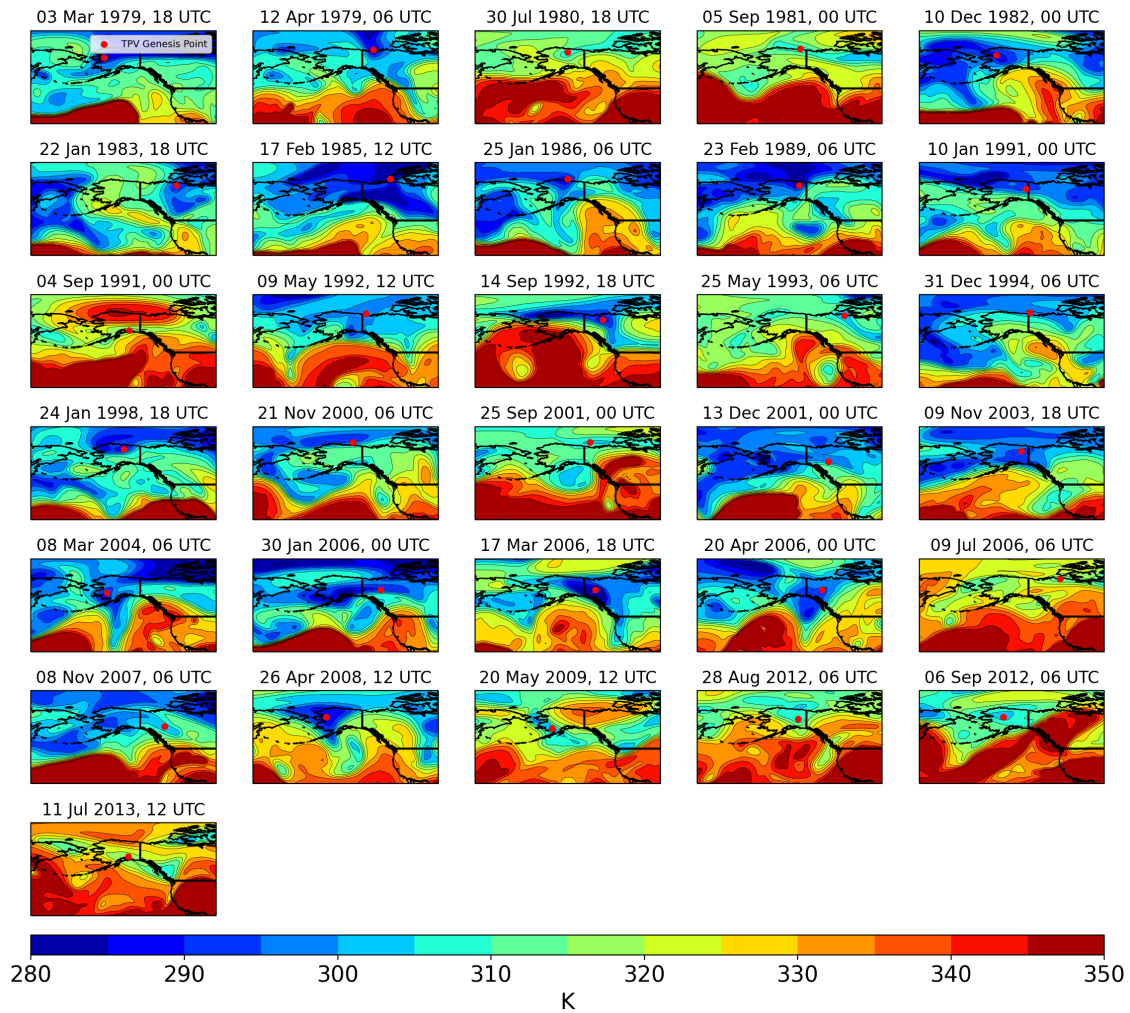 03 Mar 1979, 18 UTC
12 Apr 1979, 06 UTC
30 Jul 1980, 18 UTC
05 Sep 1981, 00 UTC
10 Dec 1982, 00 UTC
TPV Genesis Point
22 Jan 1983, 18 UTC
17 Feb 1985, 12 UTC
25 Jan 1986, 06 UTC
23 Feb 1989, 06 UTC
10 Jan 1991, 00 UTC
04 Sep 1991, 00 UTC
09 May 1992, 12 UTC
14 Sep 1992, 18 UTC
25 May 1993, 06 UTC
31 Dec 1994, 06 UTC
24 Jan 1998, 18 UTC
21 Nov 2000, 06 UTC
25 Sep 2001, 00 UTC
13 Dec 2001, 00 UTC
09 Nov 2003, 18 UTC
08 Mar 2004, 06 UTC
30 Jan 2006, 00 UTC
17 Mar 2006, 18 UTC
20 Apr 2006, 00 UTC
09 Jul 2006, 06 UTC
08 Nov 2007, 06 UTC
26 Apr 2008, 12 UTC
20 May 2009, 12 UTC
28 Aug 2012, 06 UTC
06 Sep 2012, 06 UTC
11 Jul 2013, 12 UTC
280 290 300 310 320 330 340 350
K